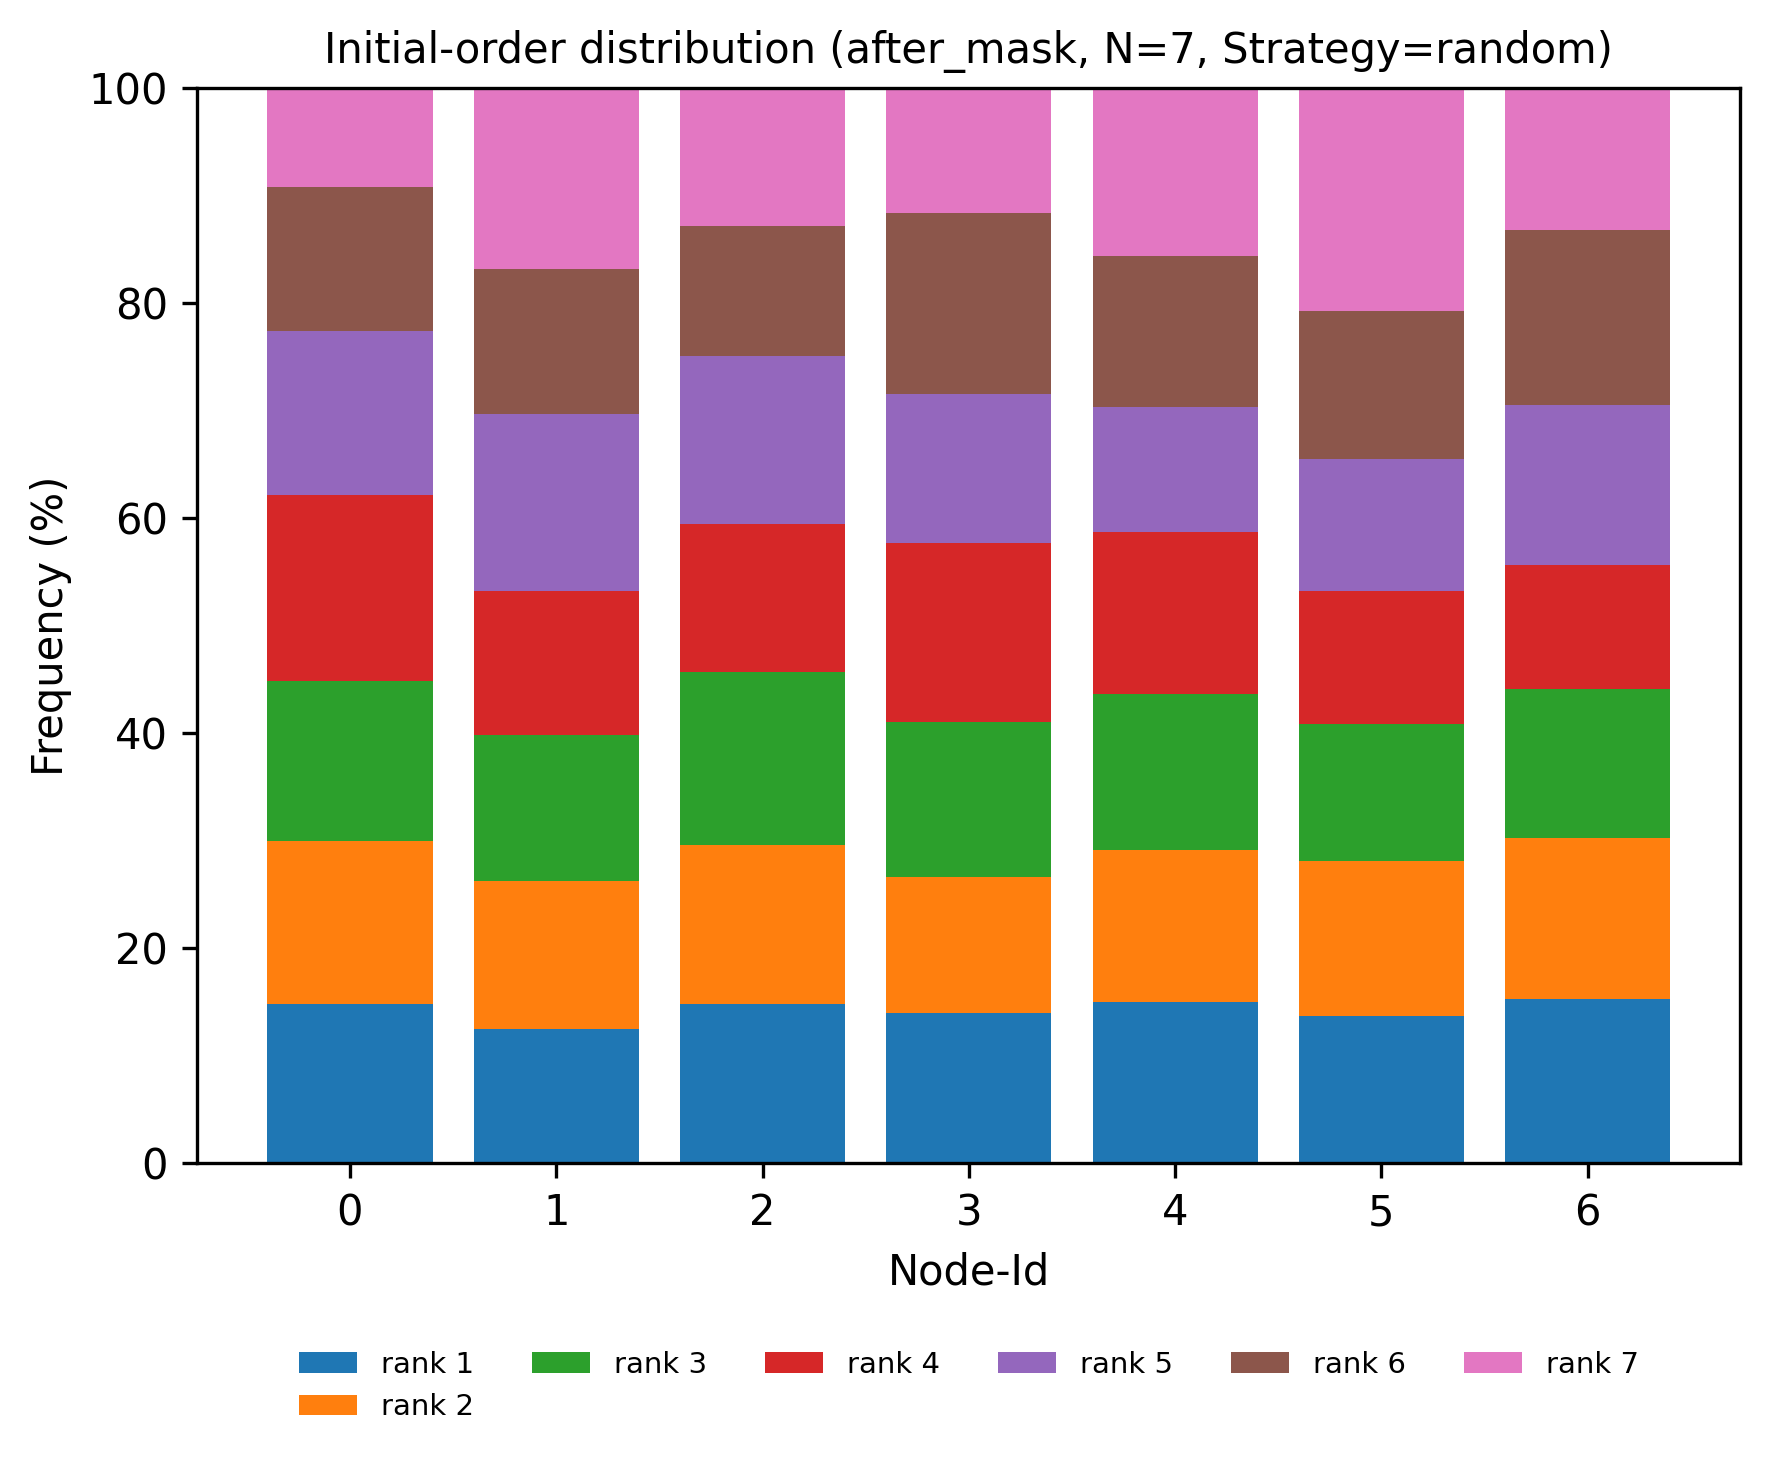 Initial-order distribution (after_mask, N=7, Strategy=random)
100
80
60
40
20
0
Frequency (%)
0 1 2 3 4 5 6
Node-Id
rank 1 rank 3 rank 4 rank 5 rank 6 rank 7
rank 2